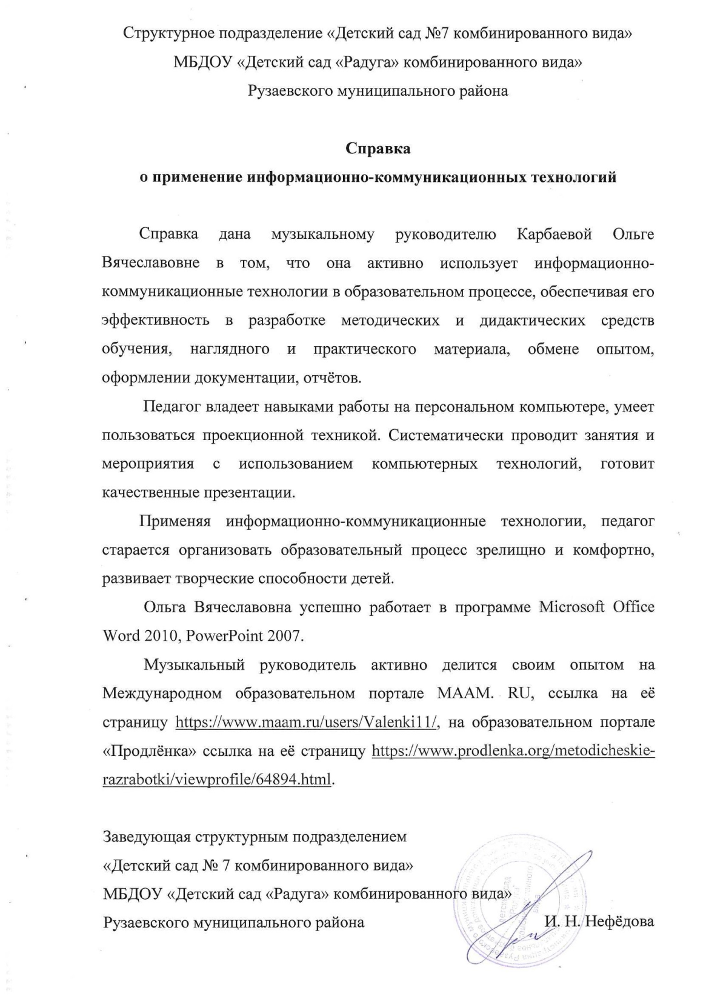 Структурное подразделение «Детский сад №7 комбинированного вида»
МБДОУ «Детский сад «Радуга» комбинированного вида»
Рузаевского муниципального района
Справка
о применение информационно-коммуникационных технологий
Справка дана музыкальному руководителю Карбаевой Ольге
Вячеславовне в том, что она активно использует информационно-
коммуникационные технологии в образовательном процессе, обеспечивая его
эффективность в разработке методических и дидактических средств
обучения, наглядного и практического материала, обмене опытом,
оформлении документации, отчётов.
Педагог владеет навыками работы на персональном компьютере, умеет
пользоваться проекционной техникой. Систематически проводит занятия и
мероприятия с использованием компьютерных технологий, готовит
качественные презентации.
Применяя информационно-коммуникационные технологии, педагог
старается организовать образовательный процесс зрелищно и комфортно,
развивает творческие способности детей.
Ольга Вячеславовна успешно работает в программе Microsoft Office
Word 2010, PowerPoint 2007.
Музыкальный руководитель активно делится своим опытом на
Международном образовательном портале MAAM. RU, ссылка на её
страницу https://www.maam.ru/users/Valenki11/, на образовательном портале
«Продлёнка» ссылка на её страницу https://www.prodlenka.org/metodicheskie-
razrabotki/viewprofile/64894.html.
Заведующая структурным подразделением
«Детский сад № 7 комбинированного вида»
МБДОУ «Детский сад «Радуга» комбинированного вида»
Рузаевского муниципального района И. Н. Нефёдова
детский сад
"Радуга"
комбинированного
вида